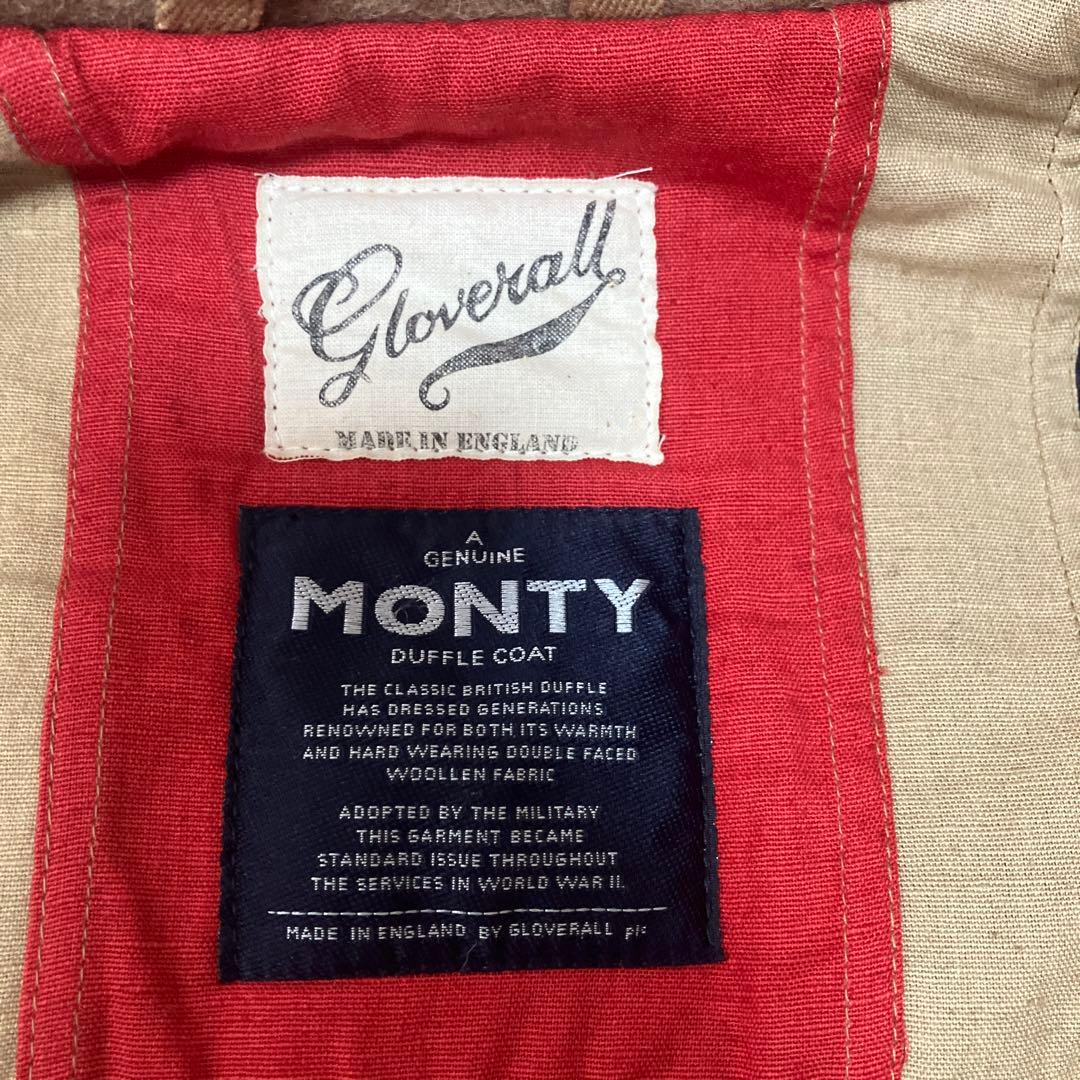 Gloverall
MADE IN ENGLAND
A
GENUINE
MONTY
DUFFLE COAT
THE CLASSIC BRITISH DUFFLE
HAS DRESSED GENERATIONS
RENOWNED FOR BOTH ITS WARMTH
AND HARD WEARING DOUBLE FACED
WOOLLEN FABRIC
ADOPTED BY THE MILITARY
THIS GARMENT BECAME
STANDARD ISSUE THROUGHOUT
THE SERVICES IN WORLD WAR II.
MADE IN ENGLAND BY GLOVERALL plc